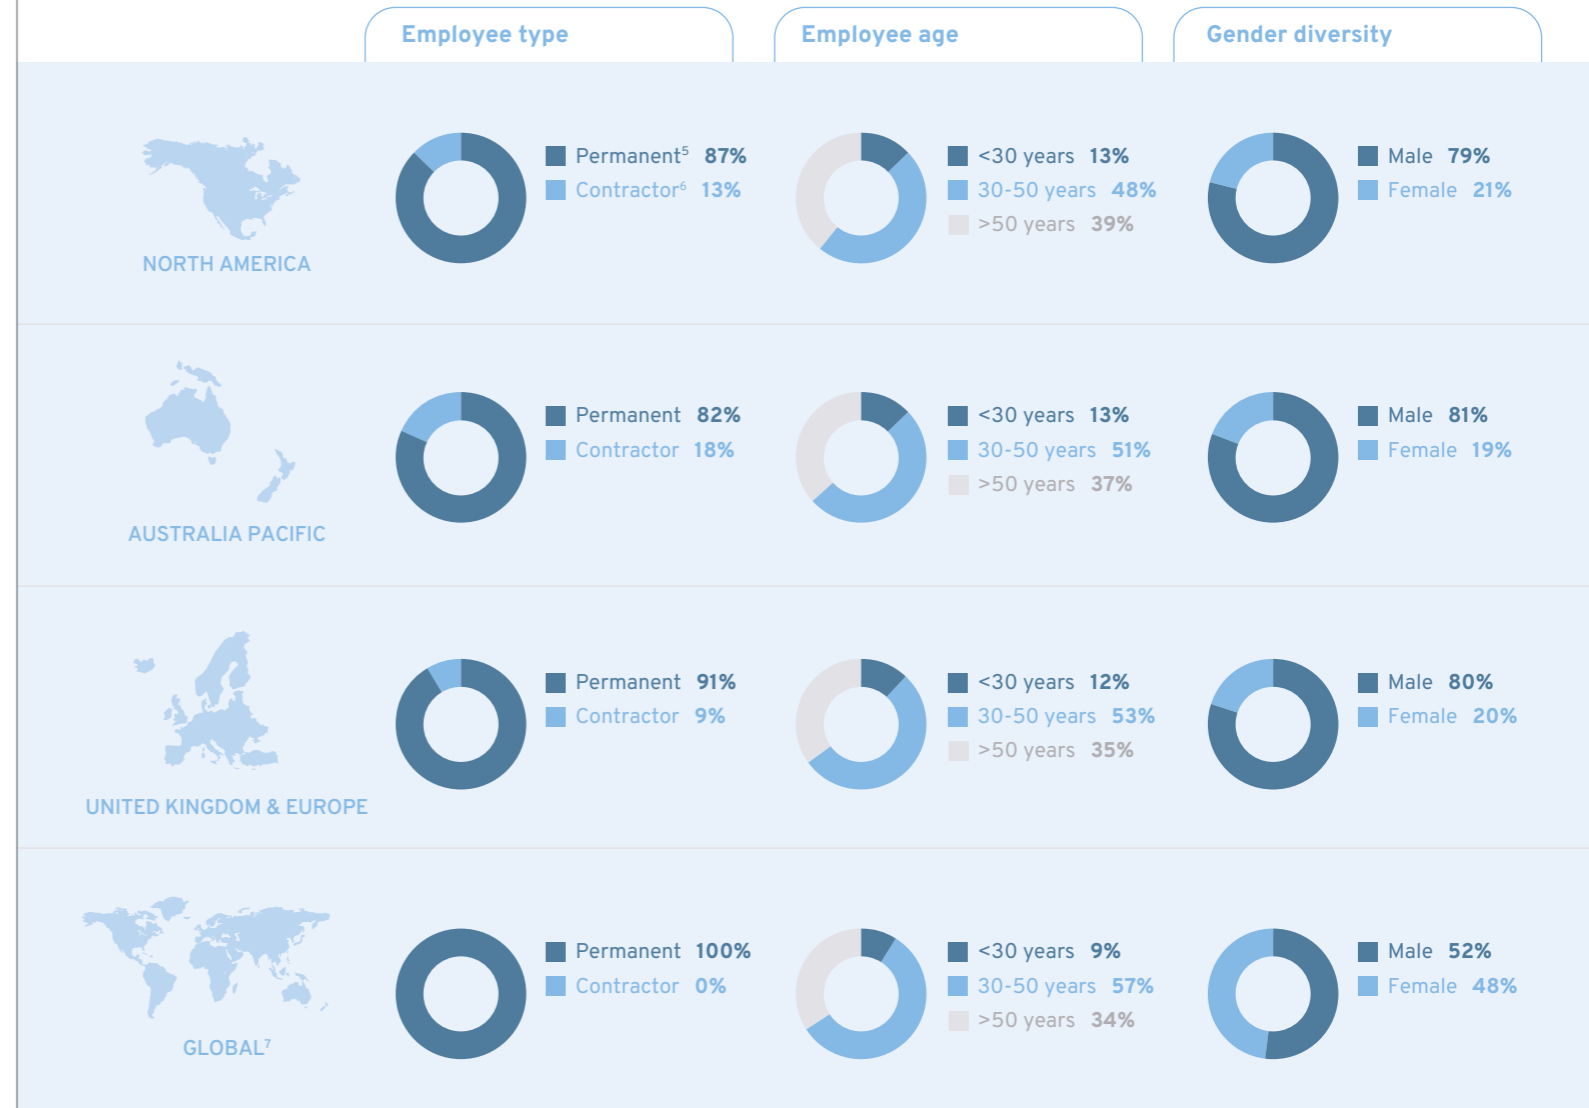 Employee type
Employee age
Gender diversity
Permanent⁵ 87%
Contractor⁶ 13%
<30 years 13%
30-50 years 48%
>50 years 39%
Male 79%
Female 21%
NORTH AMERICA
Permanent 82%
Contractor 18%
<30 years 13%
30-50 years 51%
>50 years 37%
Male 81%
Female 19%
AUSTRALIA PACIFIC
Permanent 91%
Contractor 9%
<30 years 12%
30-50 years 53%
>50 years 35%
Male 80%
Female 20%
UNITED KINGDOM & EUROPE
Permanent 100%
Contractor 0%
<30 years 9%
30-50 years 57%
>50 years 34%
Male 52%
Female 48%
GLOBAL⁷